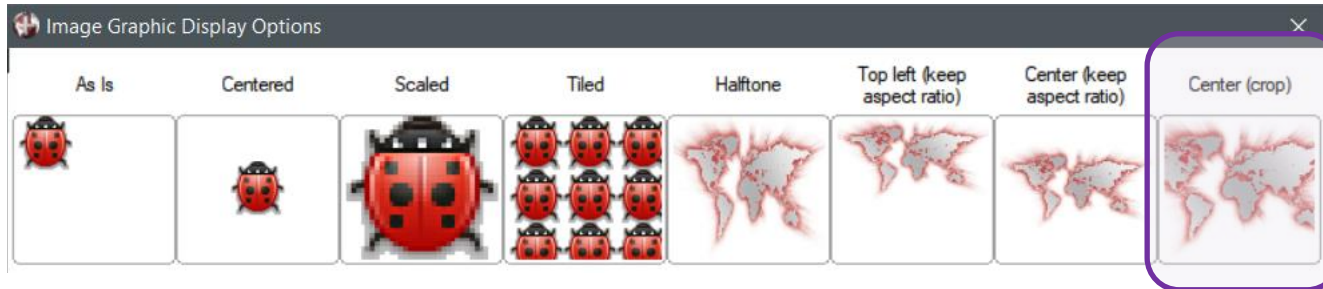 Image Graphic Display Options
As Is
Centered
Scaled
Tiled
Halftone
Top left (keep
aspect ratio)
Center (keep
aspect ratio)
Center (crop)